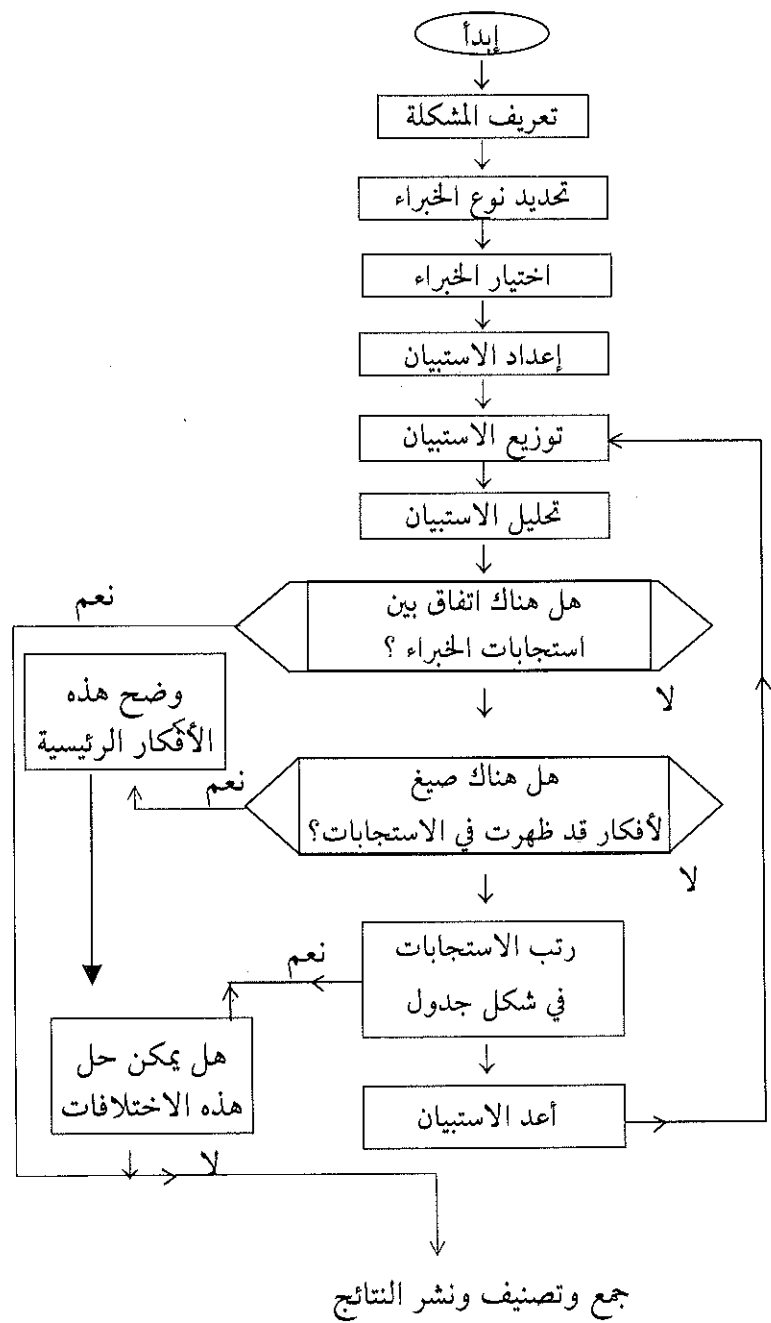 إبدأ
تعريف المشكلة
تحديد نوع الخبراء
اختيار الخبراء
إعداد الاستبيان
توزيع الاستبيان
تحليل الاستبيان
هل هناك اتفاق بين
استجابات الخبراء ؟
نعم
لا
وضح هذه
الأفكار الرئيسية
هل هناك صيغ
لأفكار قد ظهرت في الاستجابات؟
نعم
لا
رتب الاستجابات
في شكل جدول
نعم
هل يمكن حل
هذه الاختلافات
أعد الاستبيان
لا
جمع وتصنيف ونشر النتائج